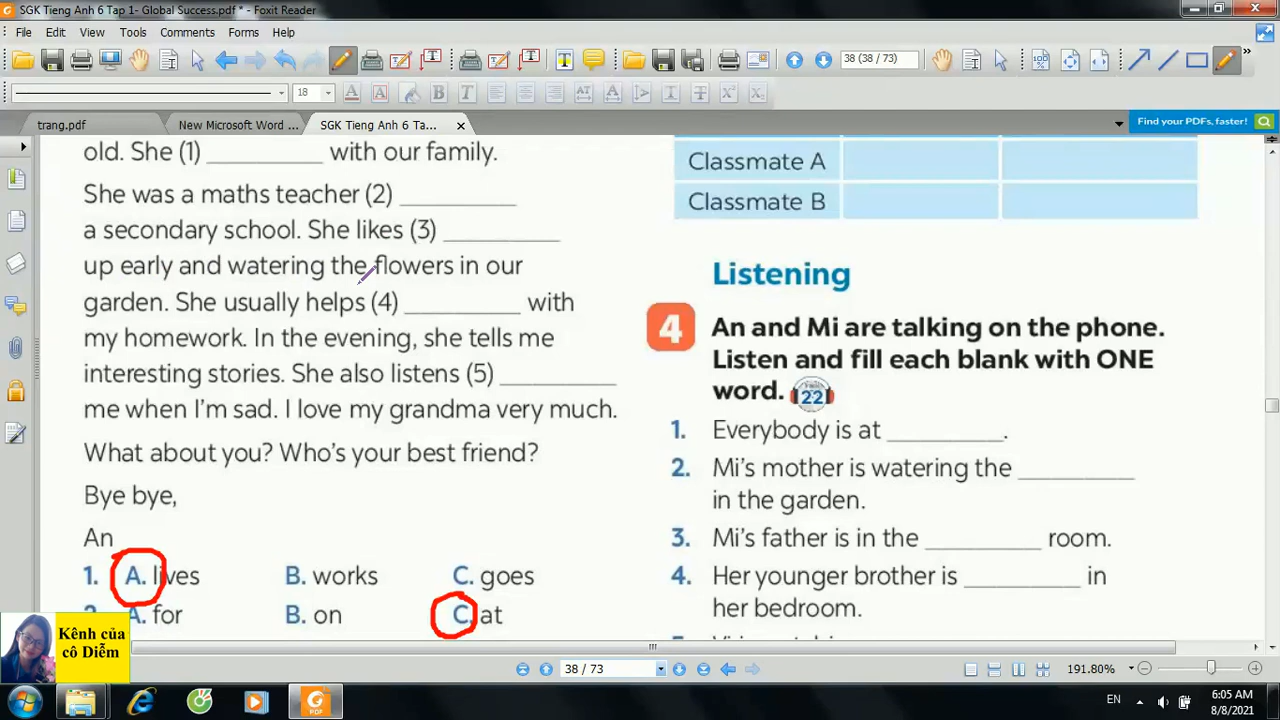 SGK Tieng Anh 6 Tap 1- Global Success.pdf * - Foxit Reader
File Edit View Tools Comments Forms Help
38 (38 / 73)
18
trang.pdf New Microsoft Word ... SGK Tieng Anh 6 Ta...
Find your PDFs, faster!
old. She (1) __________ with our family.
She was a maths teacher (2) __________
a secondary school. She likes (3) __________
up early and watering the flowers in our
garden. She usually helps (4) __________ with
my homework. In the evening, she tells me
interesting stories. She also listens (5) __________
me when I'm sad. I love my grandma very much.
What about you? Who's your best friend?
Bye bye,
An
1. A. lives B. works C. goes
2. A. for B. on C. at
Classmate A
Classmate B
Listening
4 An and Mi are talking on the phone.
Listen and fill each blank with ONE
word. 22
1. Everybody is at __________.
2. Mi's mother is watering the __________
in the garden.
3. Mi's father is in the __________ room.
4. Her younger brother is __________ in
her bedroom.
Kênh của
cô Diễm
38 / 73
191.80%
EN
6:05 AM
8/8/2021